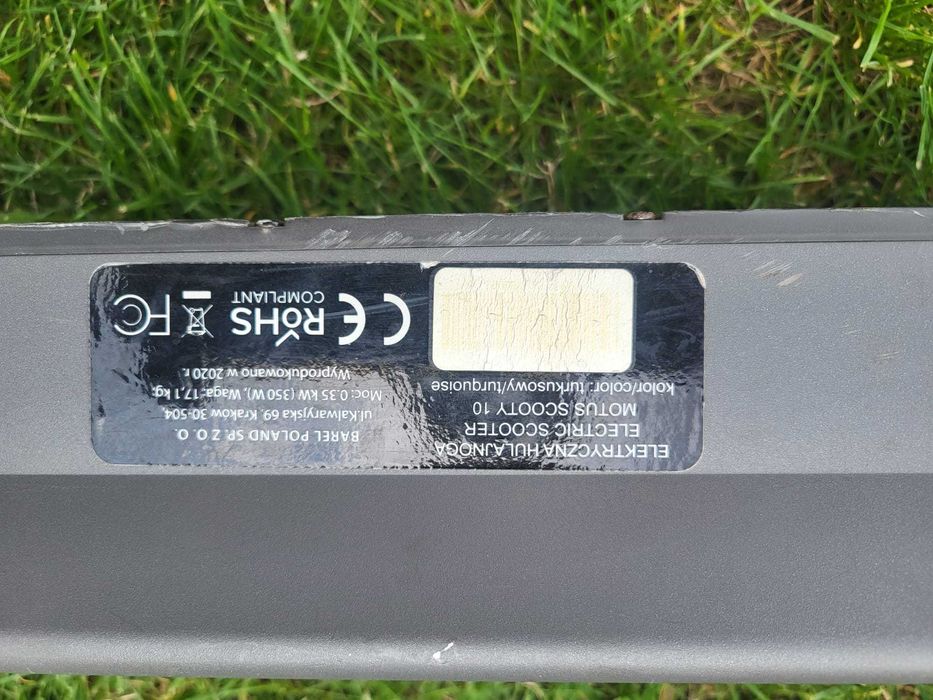 ELEKTRYCZNA HULAJNOGA
ELECTRIC SCOOTER
MOTUS SCOOTY 10
kolor/color: turkusowy/turquoise
BAREL POLAND SP. Z O. O.
ul.Kalwaryjska 69. Kraków 30-504
Moc: 0.35 kW (350 W), Waga: 17,1 kg;
Wyprodukowano w 2020 r.
CE RoHS COMPLIANT FC